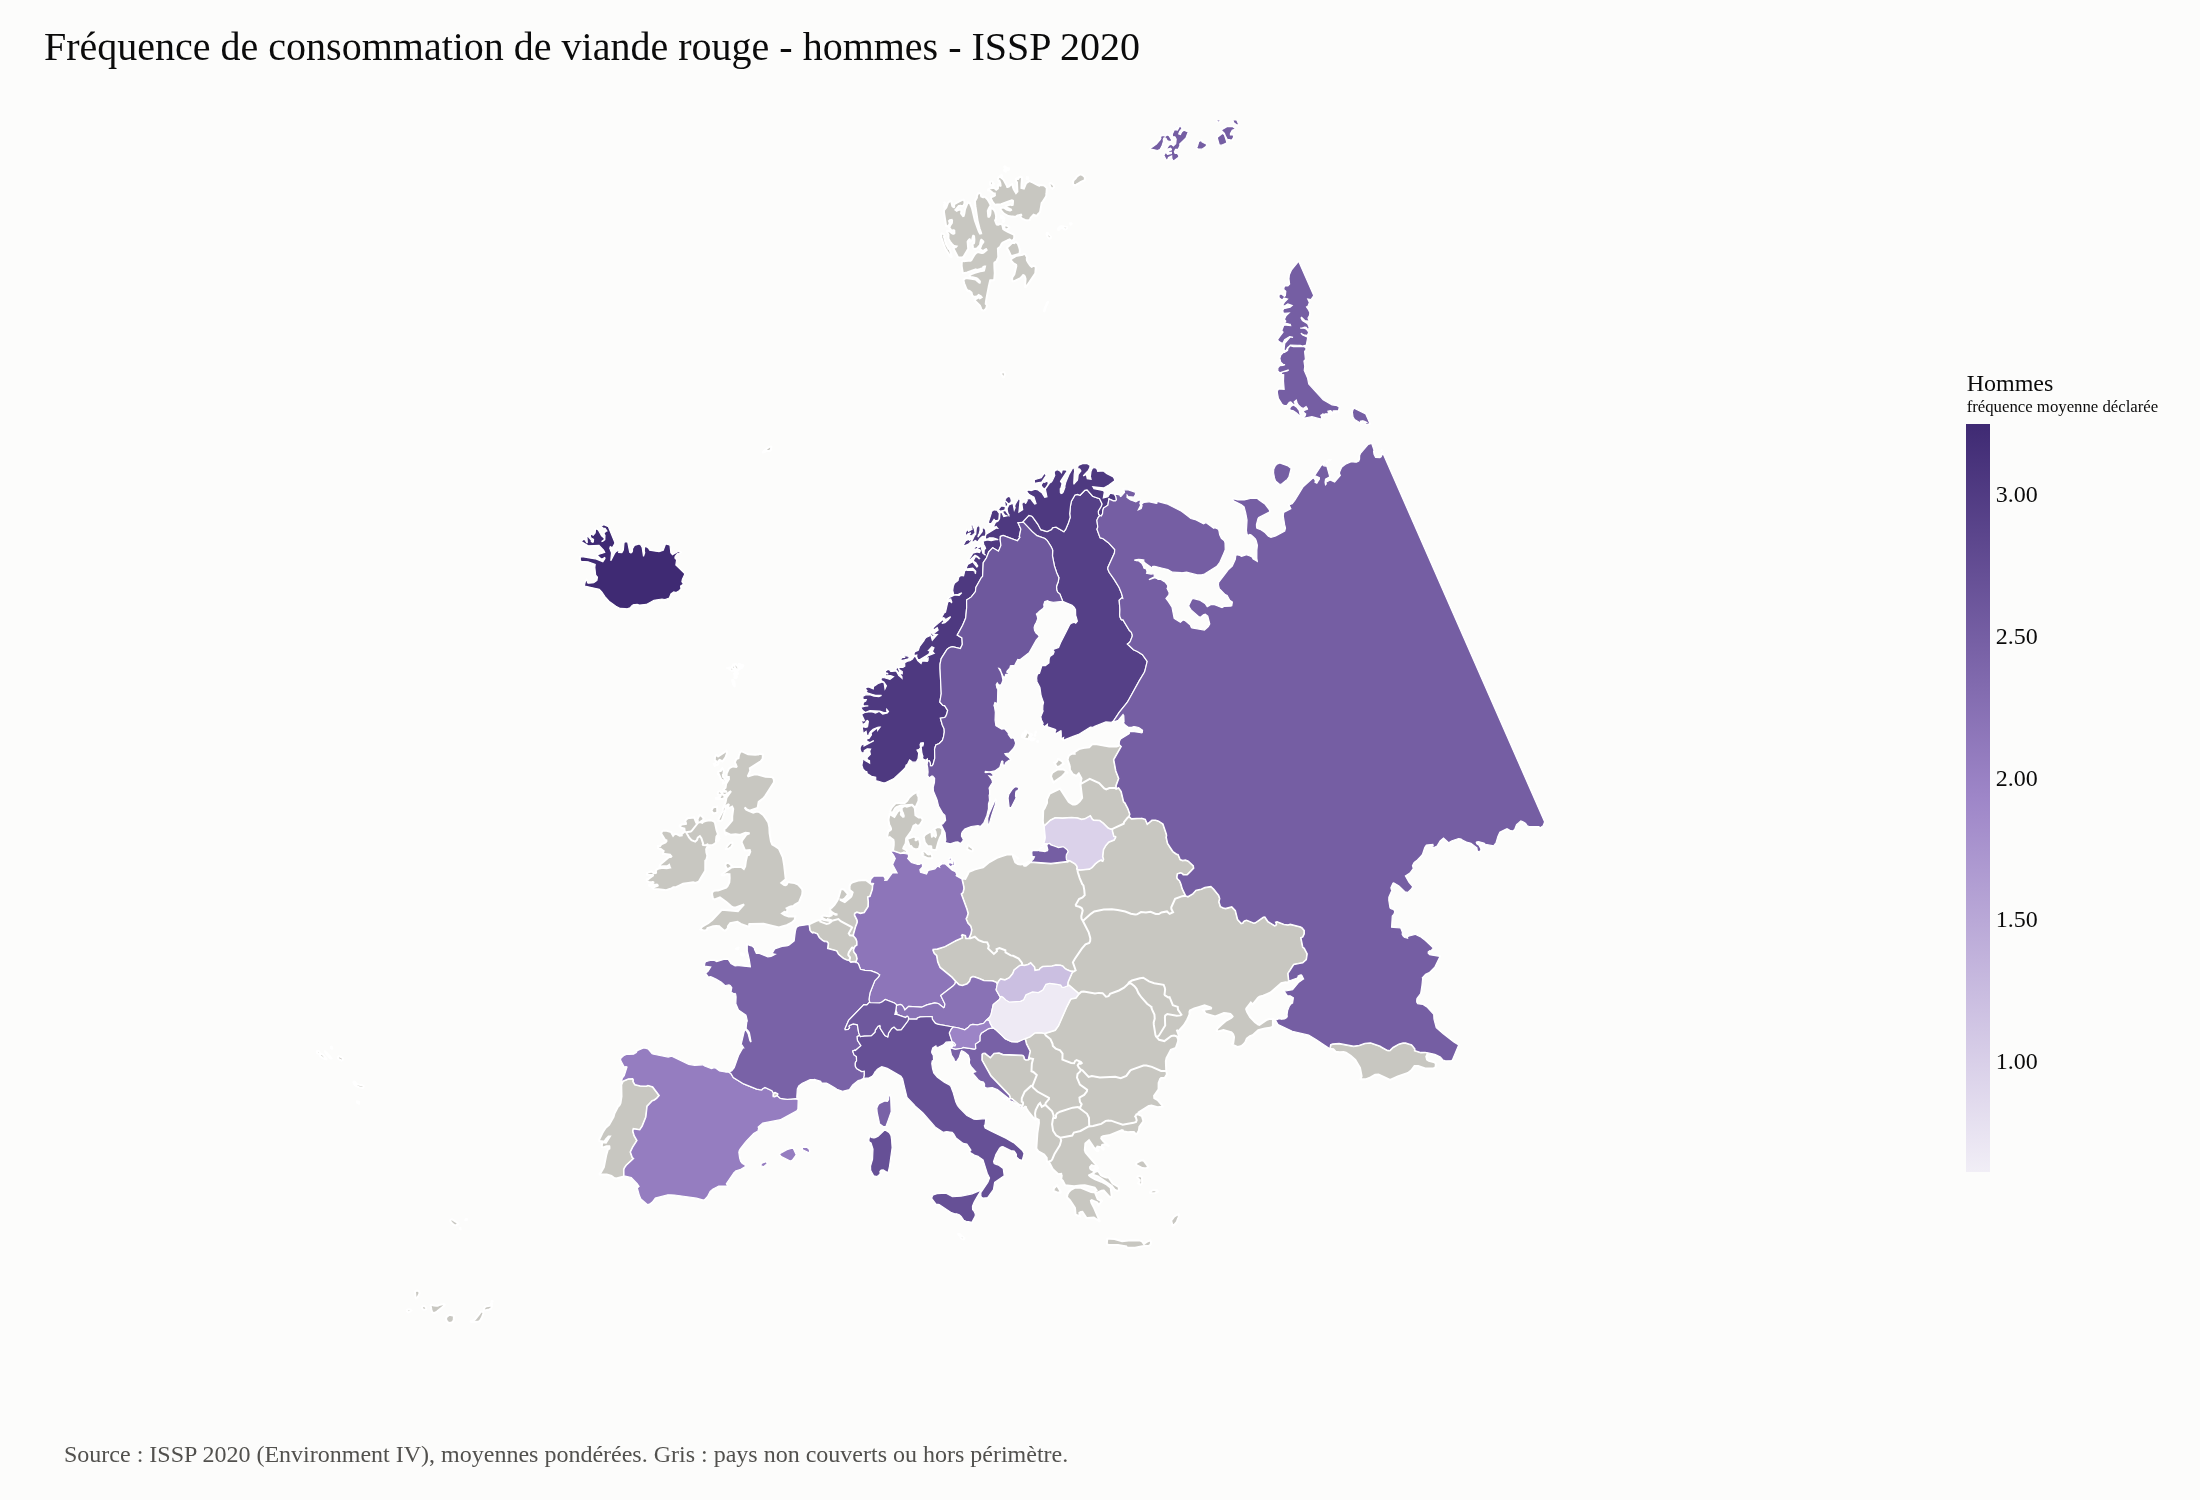 Fréquence de consommation de viande rouge - hommes - ISSP 2020
Hommes
fréquence moyenne déclarée
3.00
2.50
2.00
1.50
1.00
Source : ISSP 2020 (Environment IV), moyennes pondérées. Gris : pays non couverts ou hors périmètre.